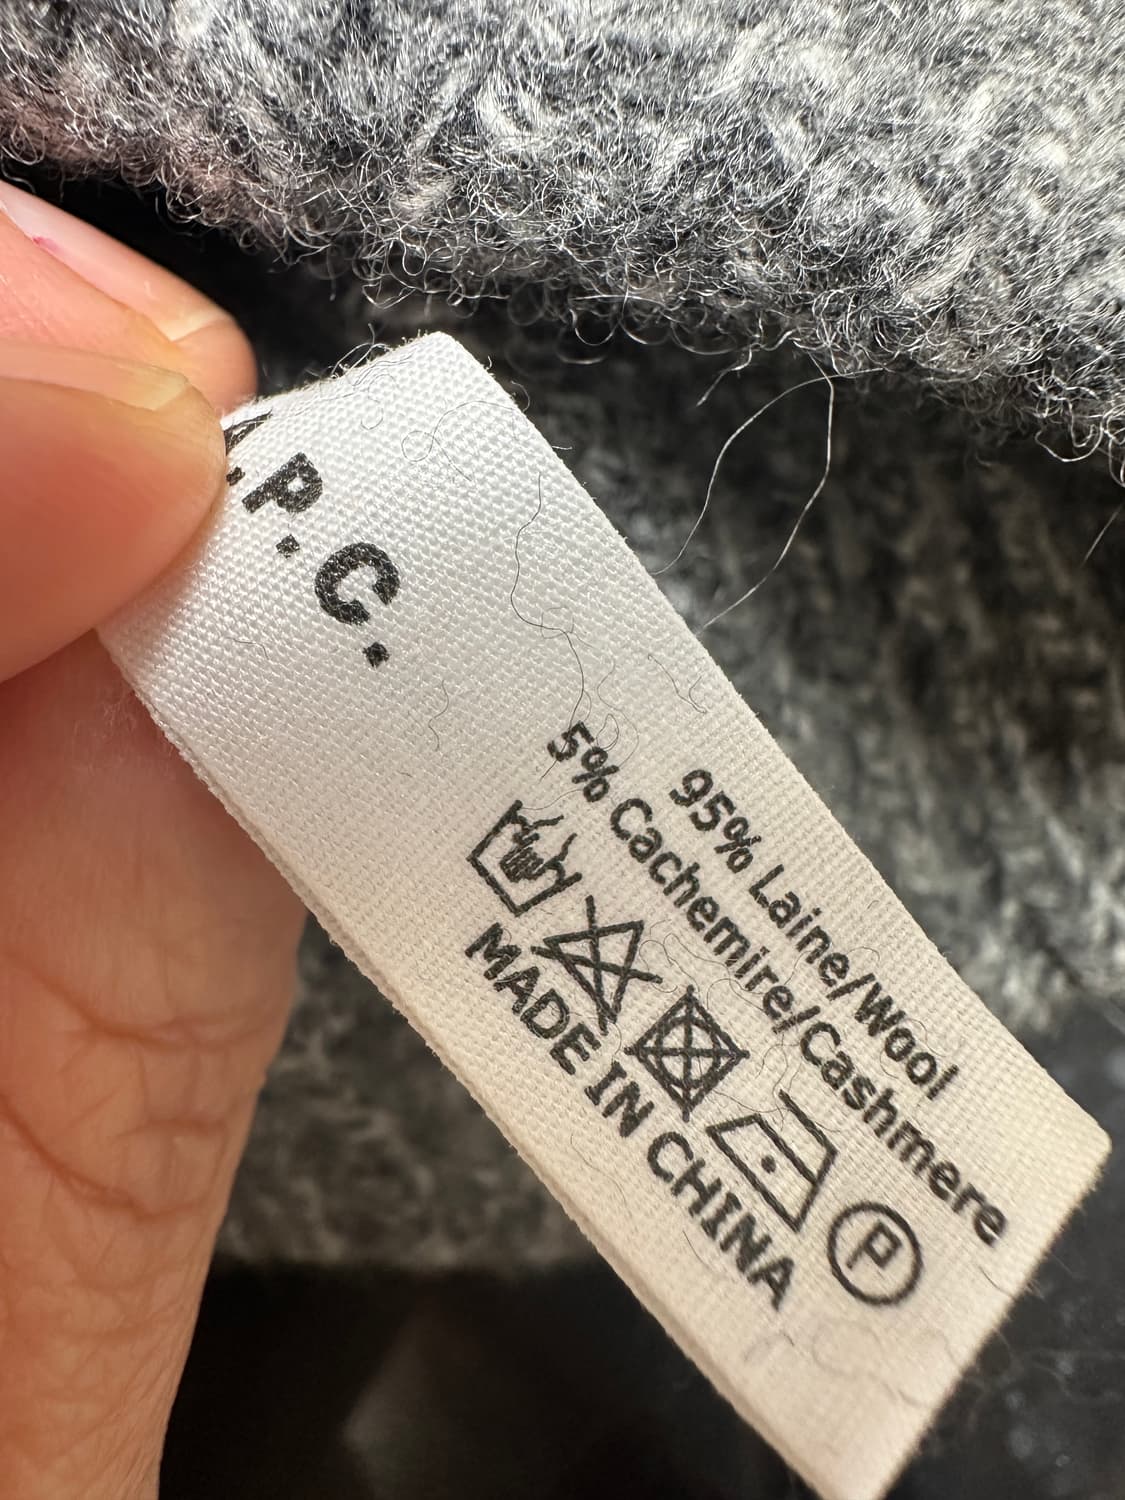 .P.C.
95% Laine/Wool
5% Cachemire/Cashmere
P
MADE IN CHINA